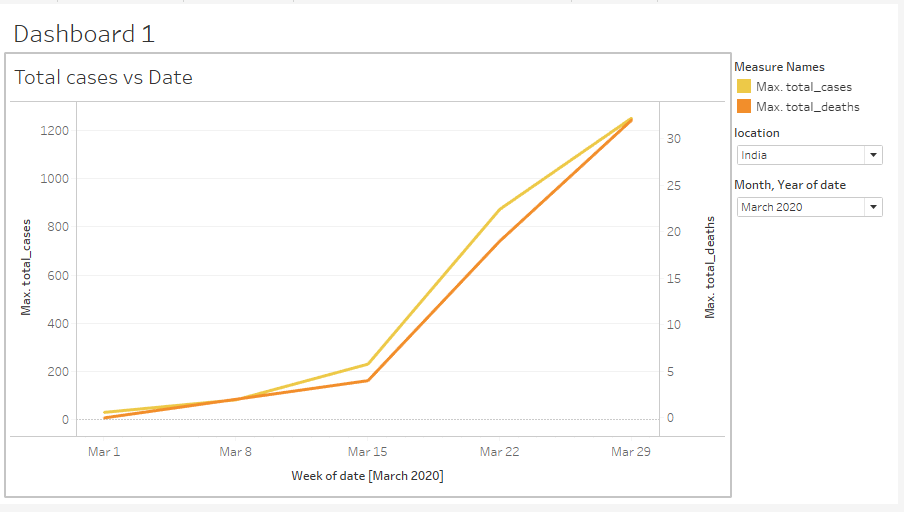 Dashboard 1
Total cases vs Date
Max. total_cases
1200
1000
800
600
400
200
0
30
25
20
15
10
5
0
Max. total_deaths
Mar 1
Mar 8
Mar 15
Mar 22
Mar 29
Week of date [March 2020]
Measure Names
Max. total_cases
Max. total_deaths
location
India
Month, Year of date
March 2020